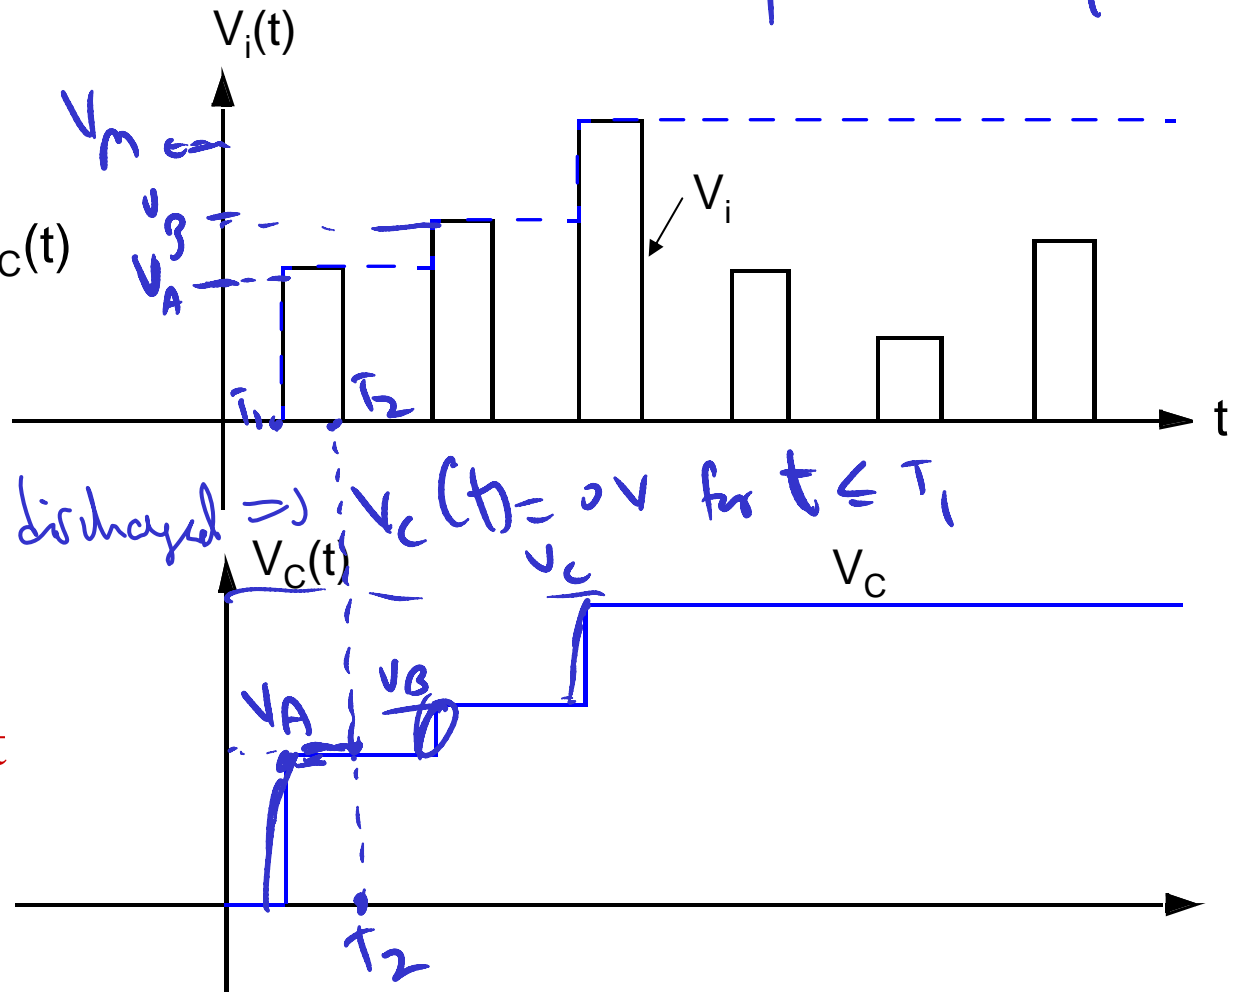 Vi(t)
VM
VB
C(t)
VA
Vi
T1
T2
t
discharged => VC(t) = 0V for t ≤ T1
VC(t)
VC
VC
VB
VA
t
T2